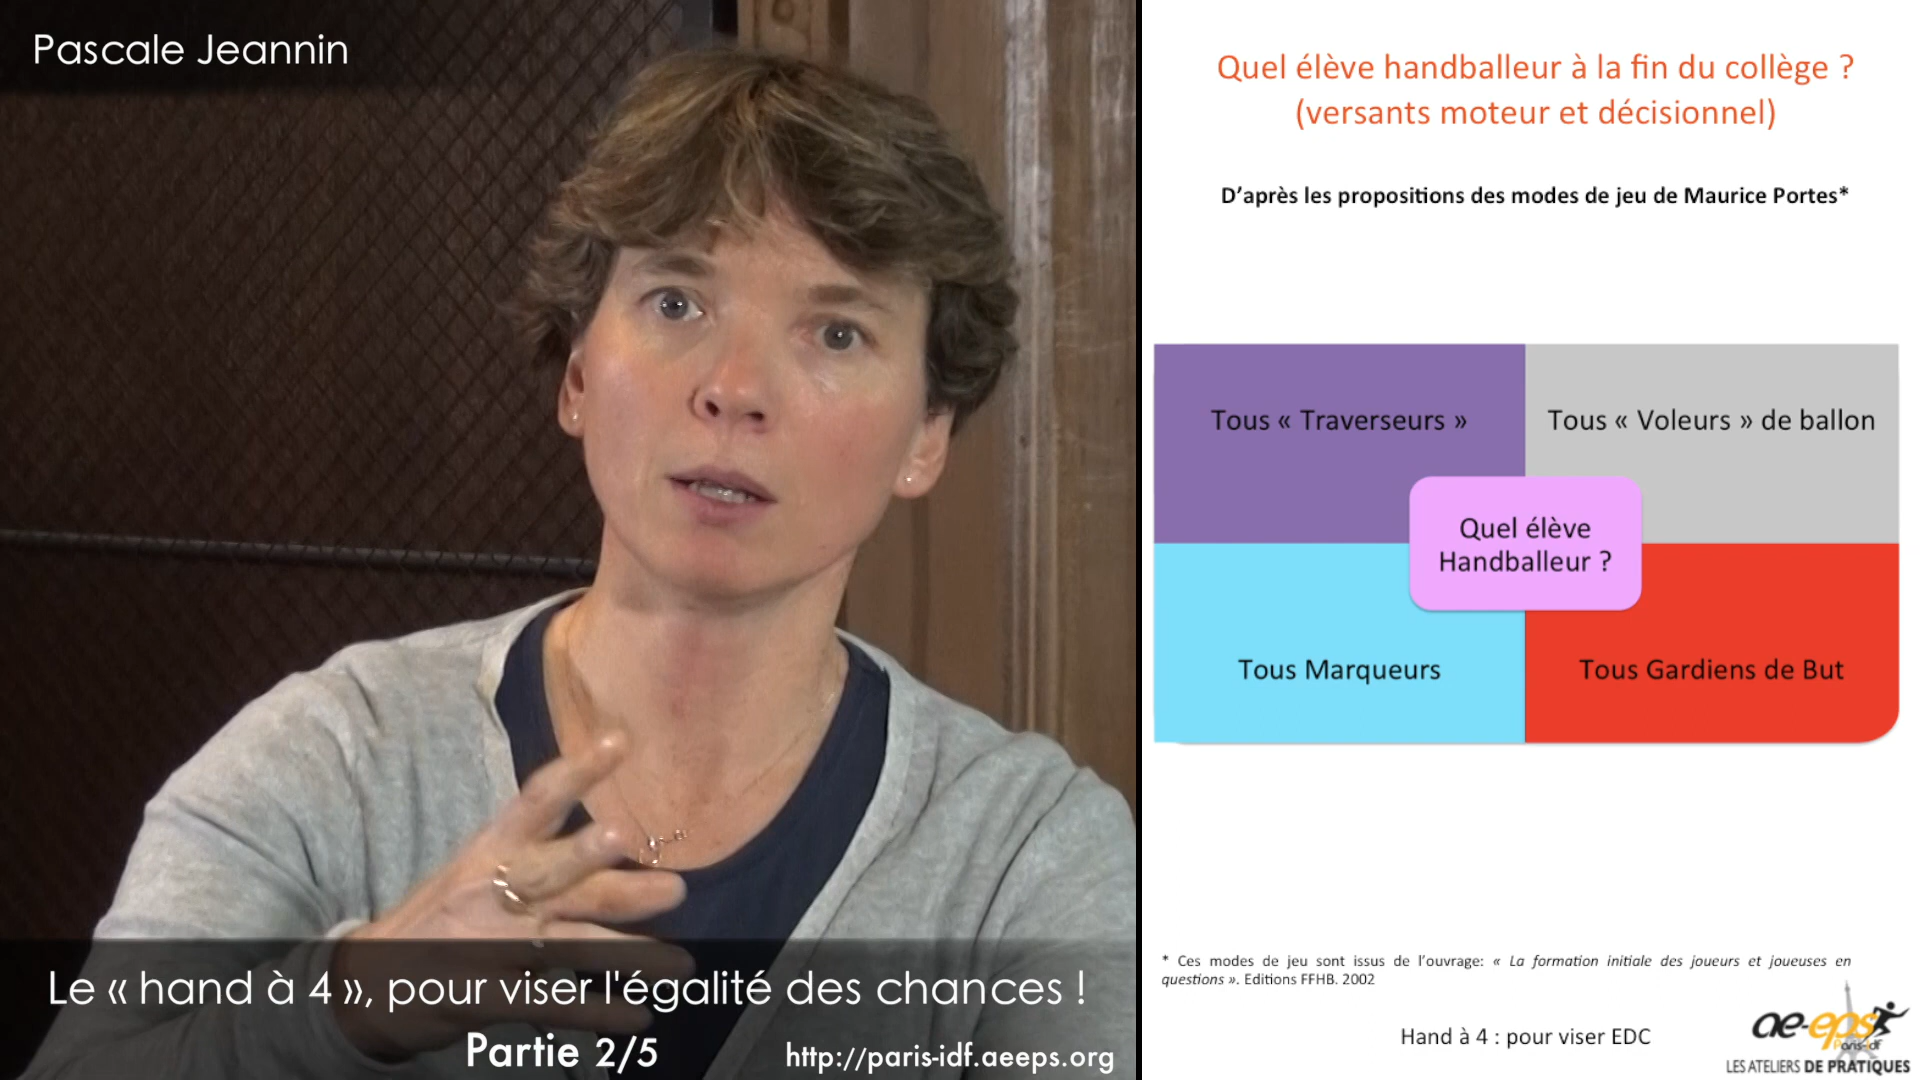 Pascale Jeannin
Le « hand à 4 », pour viser l'égalité des chances !
Partie 2/5
http://paris-idf.aeeps.org
Quel élève handballeur à la fin du collège ?
(versants moteur et décisionnel)
D’après les propositions des modes de jeu de Maurice Portes*
Tous « Traverseurs »
Tous « Voleurs » de ballon
Quel élève
Handballeur ?
Tous Marqueurs
Tous Gardiens de But
* Ces modes de jeu sont issus de l’ouvrage: « La formation initiale des joueurs et joueuses en
questions ». Editions FFHB. 2002
Hand à 4 : pour viser EDC
ae-eps
Paris-idf
LES ATELIERS DE PRATIQUES